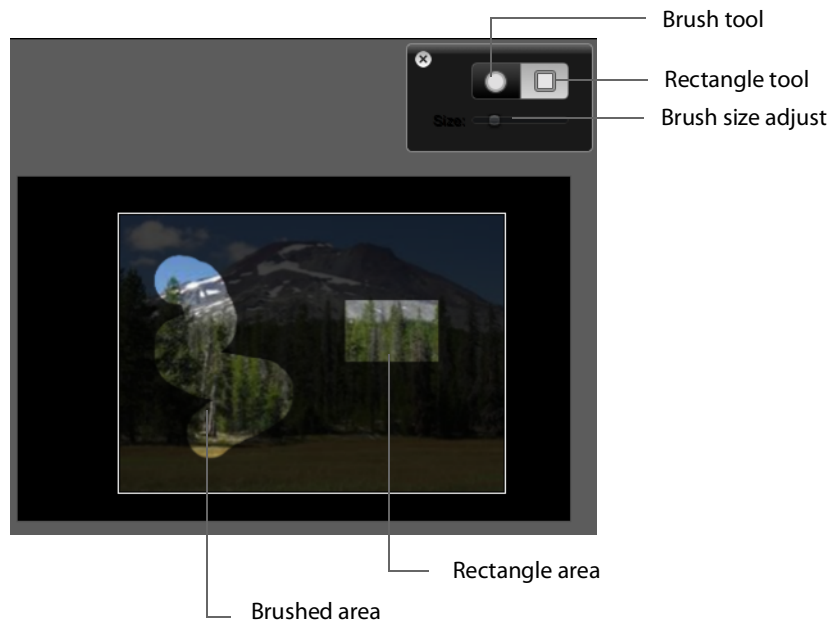 Brush tool
Rectangle tool
Size:
Brush size adjust
Rectangle area
Brushed area